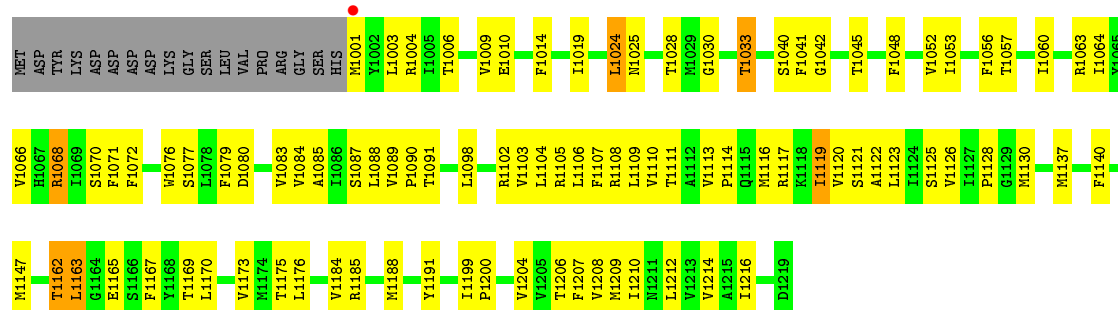 MET ASP TYR LYS ASP ASP ASP ASP LYS GLY SER LEU VAL PRO ARG GLY SER HIS M1001 Y1002 L1003 R1004 I1005 T1006 V1009 E1010 F1014 I1019 L1024 N1025 T1028 M1029 G1030 T1033 S1040 F1041 G1042 T1045 F1048 V1052 I1053 F1056 T1057 I1060 R1063 I1064 Y1065
V1066 H1067 R1068 I1069 S1070 F1071 F1072 W1076 S1077 L1078 F1079 D1080 V1083 V1084 A1085 I1086 S1087 L1088 V1089 P1090 T1091 L1098 R1102 V1103 L1104 R1105 L1106 F1107 R1108 L1109 V1110 T1111 A1112 V1113 P1114 Q1115 M1116 R1117 K1118 I1119 V1120 S1121 A1122 L1123 I1124 S1125 V1126 I1127 P1128 G1129 M1130 M1137 F1140
M1147 T1162 L1163 G1164 E1165 S1166 F1167 Y1168 T1169 L1170 V1173 M1174 T1175 L1176 V1184 R1185 M1188 Y1191 I1199 P1200 V1204 V1205 T1206 F1207 V1208 M1209 I1210 N1211 L1212 V1213 V1214 A1215 I1216 D1219